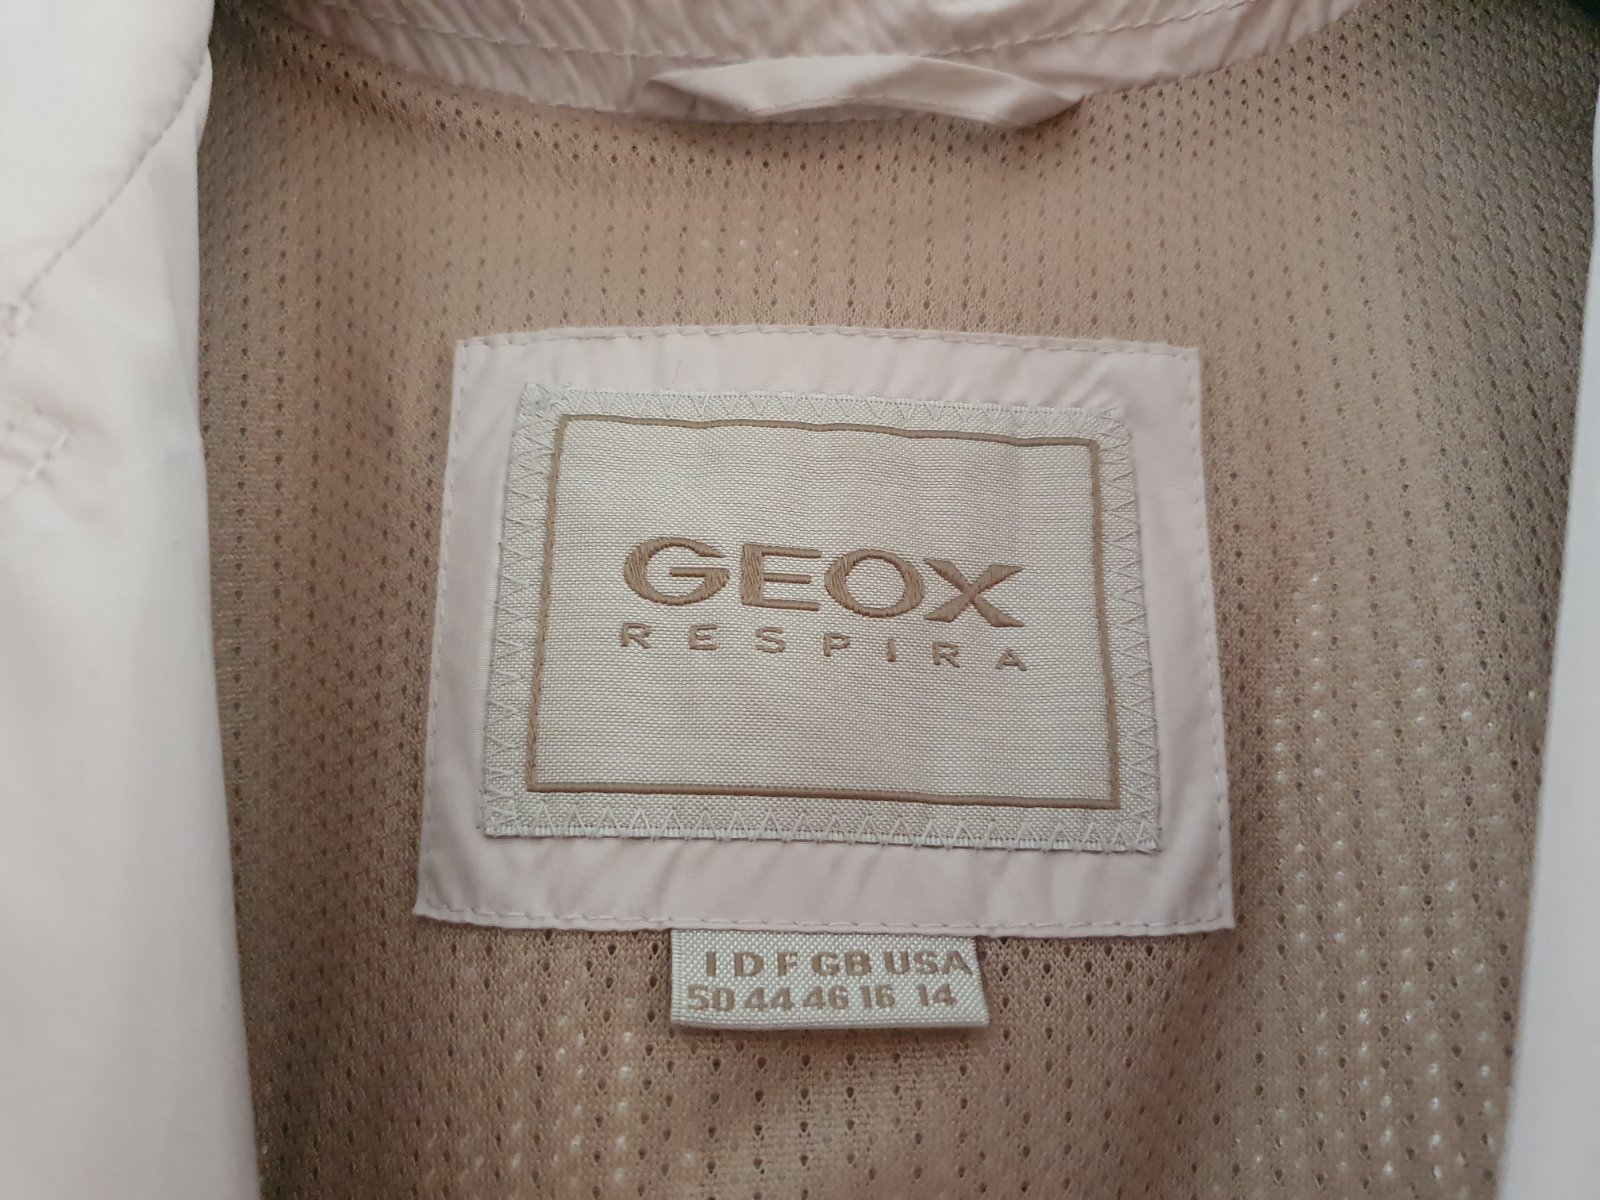 GEOX
RESPIRA
I D F GB USA
50 44 46 16 14